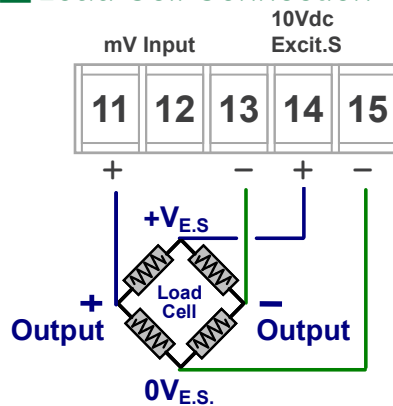 10Vdc
mV Input Excit.S
11 12 13 14 15
+ − + −
+VE.S
Load
Cell
+ −
Output Output
0VE.S.